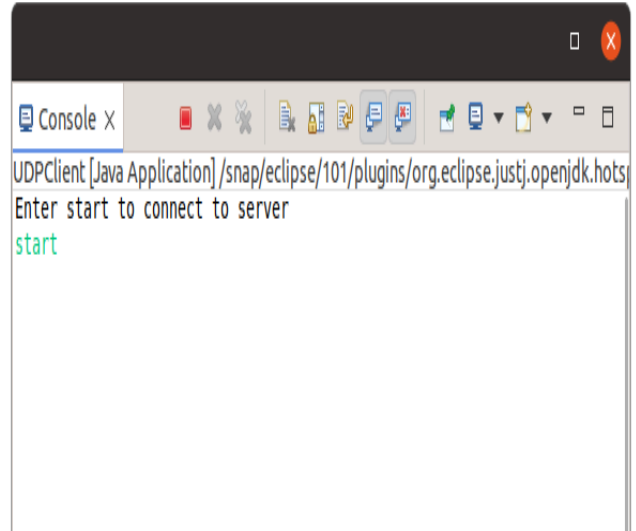 Console
UDPClient [Java Application] /snap/eclipse/101/plugins/org.eclipse.justj.openjdk.hots
Enter start to connect to server
start